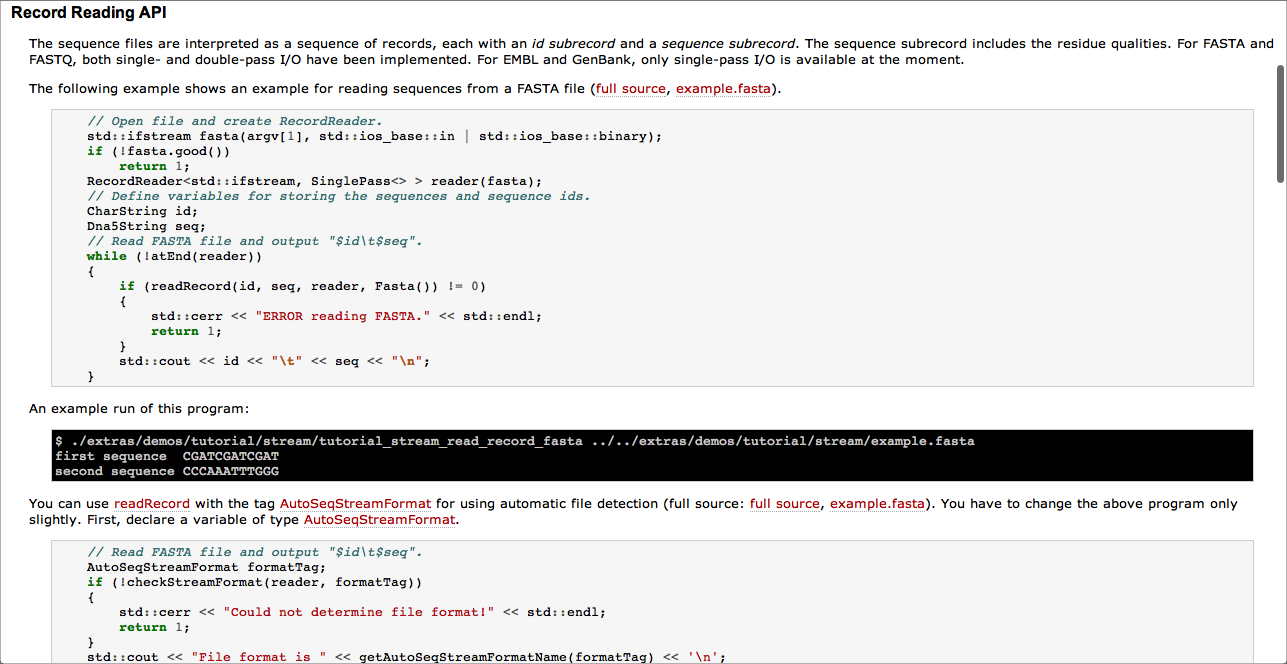 Record Reading API
The sequence files are interpreted as a sequence of records, each with an id subrecord and a sequence subrecord. The sequence subrecord includes the residue qualities. For FASTA and
FASTQ, both single- and double-pass I/O have been implemented. For EMBL and GenBank, only single-pass I/O is available at the moment.
The following example shows an example for reading sequences from a FASTA file (full source, example.fasta).
// Open file and create RecordReader.
std::ifstream fasta(argv[1], std::ios_base::in | std::ios_base::binary);
if (!fasta.good())
    return 1;
RecordReader<std::ifstream, SinglePass<> > reader(fasta);
// Define variables for storing the sequences and sequence ids.
CharString id;
Dna5String seq;
// Read FASTA file and output "$id\t$seq".
while (!atEnd(reader))
{
    if (readRecord(id, seq, reader, Fasta()) != 0)
    {
        std::cerr << "ERROR reading FASTA." << std::endl;
        return 1;
    }
    std::cout << id << "\t" << seq << "\n";
}
An example run of this program:
$ ./extras/demos/tutorial/stream/tutorial_stream_read_record_fasta ../../extras/demos/tutorial/stream/example.fasta
first sequence  CGATCGATCGAT
second sequence CCCAAATTTGGG
You can use readRecord with the tag AutoSeqStreamFormat for using automatic file detection (full source: full source, example.fasta). You have to change the above program only
slightly. First, declare a variable of type AutoSeqStreamFormat.
// Read FASTA file and output "$id\t$seq".
AutoSeqStreamFormat formatTag;
if (!checkStreamFormat(reader, formatTag))
{
    std::cerr << "Could not determine file format!" << std::endl;
    return 1;
}
std::cout << "File format is " << getAutoSeqStreamFormatName(formatTag) << '\n';